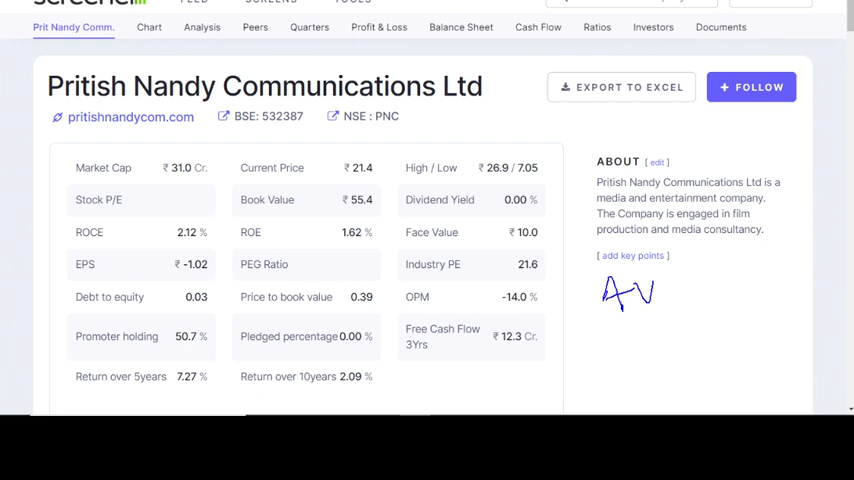 Prit Nandy Comm. Chart Analysis Peers Quarters Profit & Loss Balance Sheet Cash Flow Ratios Investors Documents
Pritish Nandy Communications Ltd
EXPORT TO EXCEL
+ FOLLOW
pritishnandycom.com BSE: 532387 NSE : PNC
Market Cap ₹ 31.0 Cr. Current Price ₹ 21.4 High / Low ₹ 26.9 / 7.05
Stock P/E Book Value ₹ 55.4 Dividend Yield 0.00 %
ROCE 2.12 % ROE 1.62 % Face Value ₹ 10.0
EPS ₹ -1.02 PEG Ratio Industry PE 21.6
Debt to equity 0.03 Price to book value 0.39 OPM -14.0 %
Promoter holding 50.7 % Pledged percentage 0.00 % Free Cash Flow 3Yrs ₹ 12.3 Cr.
Return over 5years 7.27 % Return over 10years 2.09 %
ABOUT [ edit ]
Pritish Nandy Communications Ltd is a
media and entertainment company.
The Company is engaged in film
production and media consultancy.
[ add key points ]